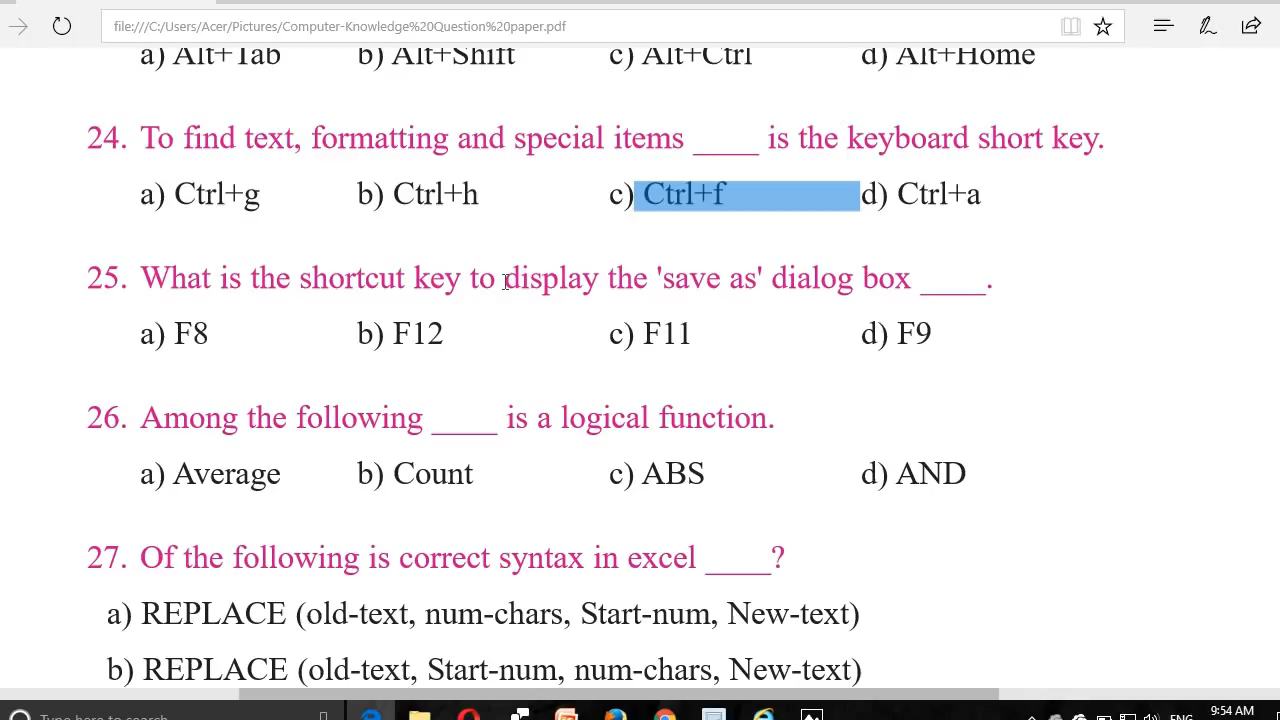 file:///C:/Users/Acer/Pictures/Computer-Knowledge%20Question%20paper.pdf
a) Alt+Tab b) Alt+Shift c) Alt+Ctrl d) Alt+Home
24. To find text, formatting and special items ____ is the keyboard short key.
a) Ctrl+g b) Ctrl+h c) Ctrl+f d) Ctrl+a
25. What is the shortcut key to display the 'save as' dialog box ____.
a) F8 b) F12 c) F11 d) F9
26. Among the following ____ is a logical function.
a) Average b) Count c) ABS d) AND
27. Of the following is correct syntax in excel ____?
a) REPLACE (old-text, num-chars, Start-num, New-text)
b) REPLACE (old-text, Start-num, num-chars, New-text)
Type here to search ENG 9:54 AM